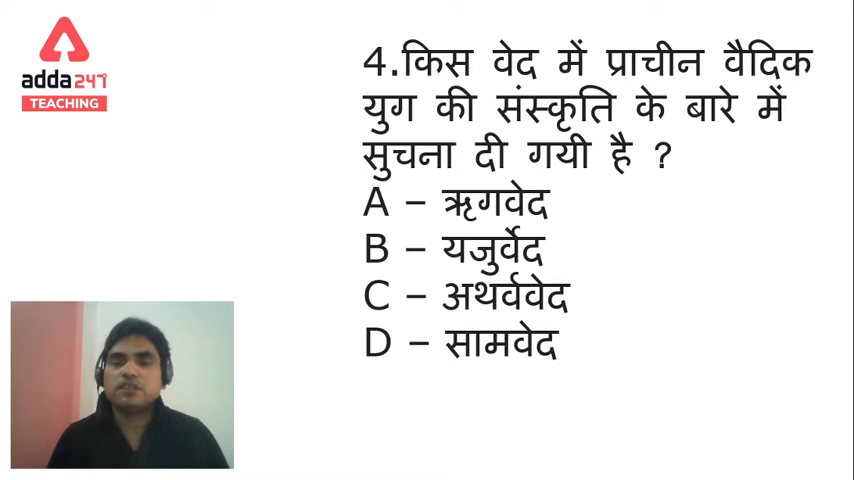 adda247
TEACHING
4.किस वेद में प्राचीन वैदिक
युग की संस्कृति के बारे में
सुचना दी गयी है ?
A – ऋगवेद
B – यजुर्वेद
C – अथर्ववेद
D – सामवेद